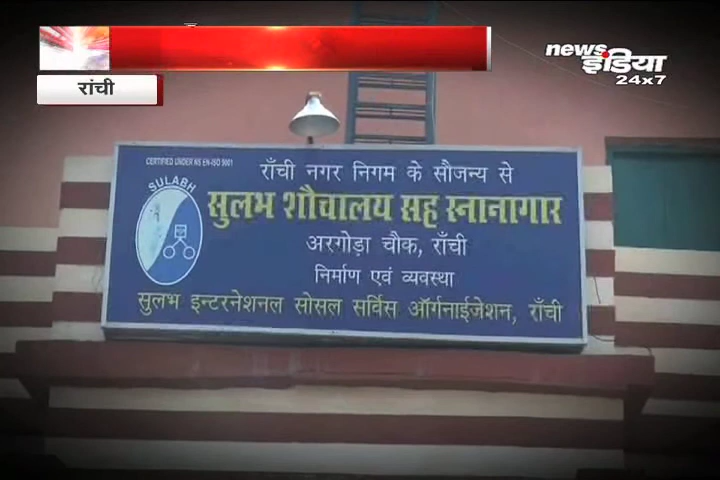 news
इंडिया
24x7
रांची
CERTIFIED UNDER NS EN-ISO 9001
राँची नगर निगम के सौजन्य से
SULABH
सुलभ शौचालय सह स्नानागार
अरगोड़ा चौक, राँची
निर्माण एवं व्यवस्था
सुलभ इन्टरनेशनल सोसल सर्विस ऑर्गनाईजेशन, राँची